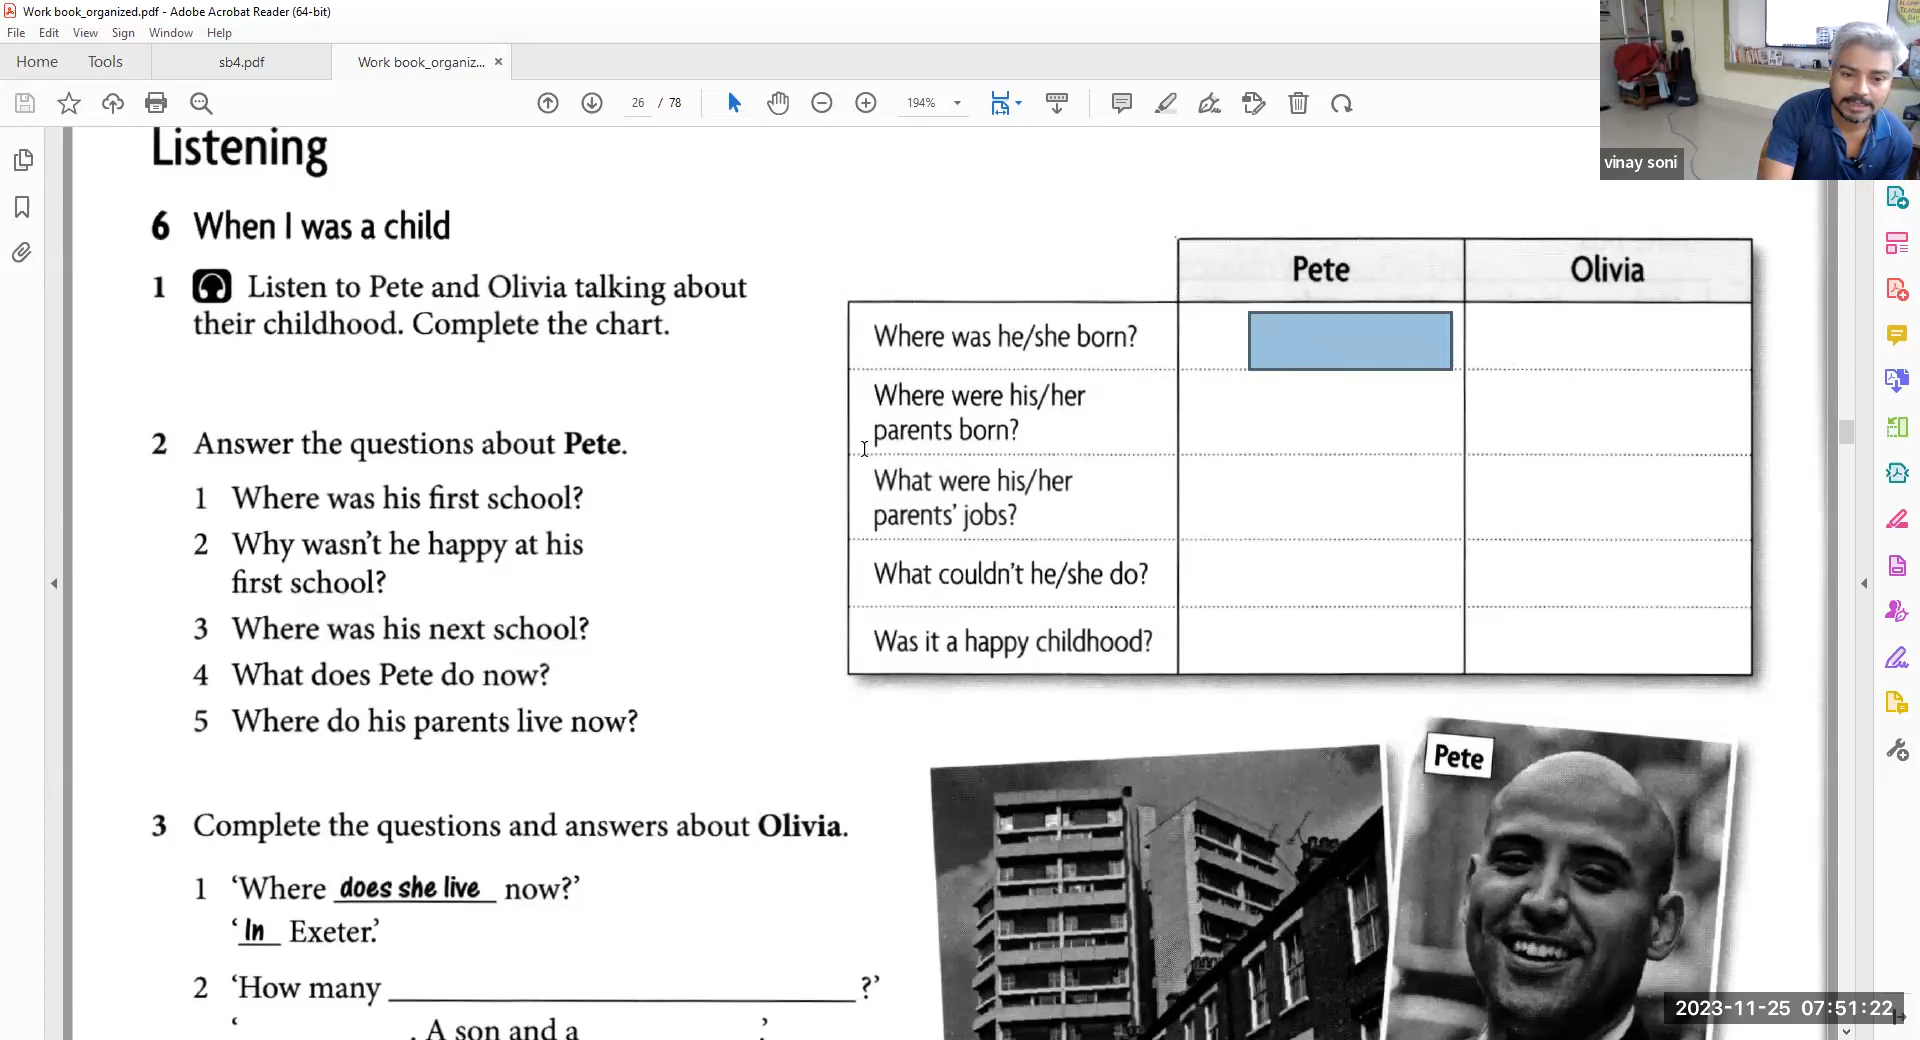 Work book_organized.pdf - Adobe Acrobat Reader (64-bit)
File Edit View Sign Window Help
Home Tools sb4.pdf Work book_organiz... ×
26 / 78 194%
vinay soni
Listening
6 When I was a child
1 Listen to Pete and Olivia talking about
their childhood. Complete the chart.
2 Answer the questions about Pete.
1 Where was his first school?
2 Why wasn't he happy at his
first school?
3 Where was his next school?
4 What does Pete do now?
5 Where do his parents live now?
3 Complete the questions and answers about Olivia.
1 ‘Where does she live now?’
‘In Exeter.’
2 ‘How many ______ ?’
‘ ______ . A son and a ______ ’
Pete Olivia
Where was he/she born?
Where were his/her
parents born?
What were his/her
parents' jobs?
What couldn't he/she do?
Was it a happy childhood?
Pete
2023-11-25 07:51:22